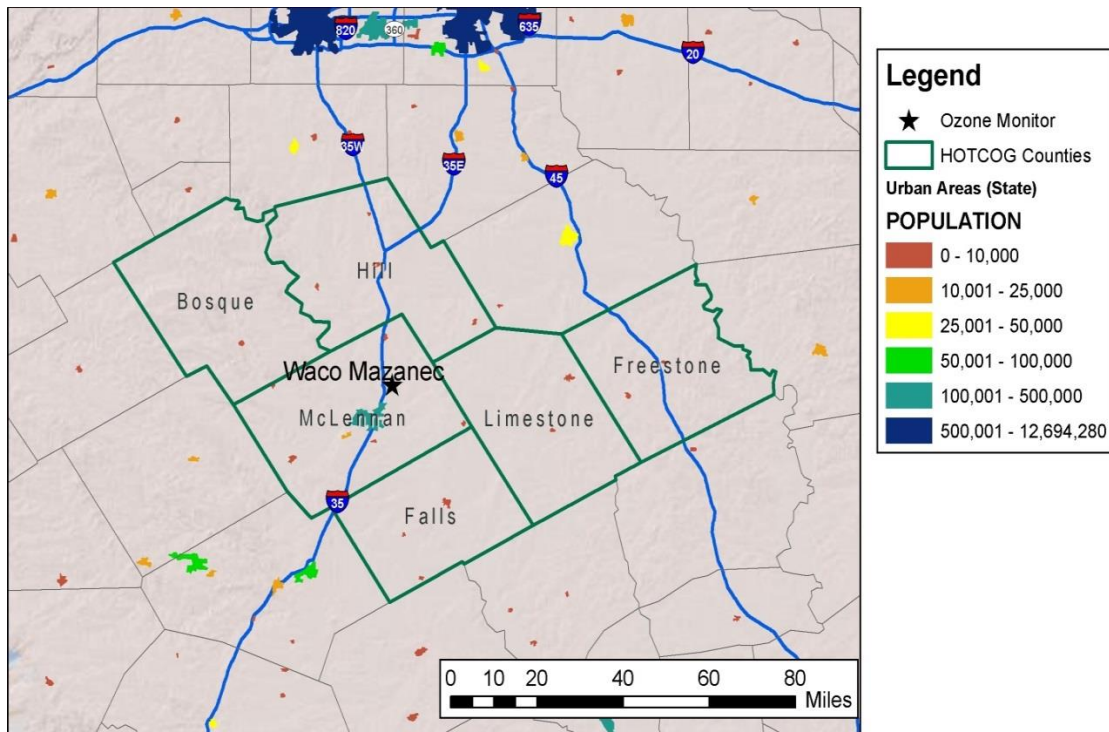 820
360
635
20
35W
35E
45
Hill
Bosque
Freestone
Waco Mazanec
McLennan
Limestone
35
Falls
0 10 20 40 60 80
Miles
Legend
Ozone Monitor
HOTCOG Counties
Urban Areas (State)
POPULATION
0 - 10,000
10,001 - 25,000
25,001 - 50,000
50,001 - 100,000
100,001 - 500,000
500,001 - 12,694,280